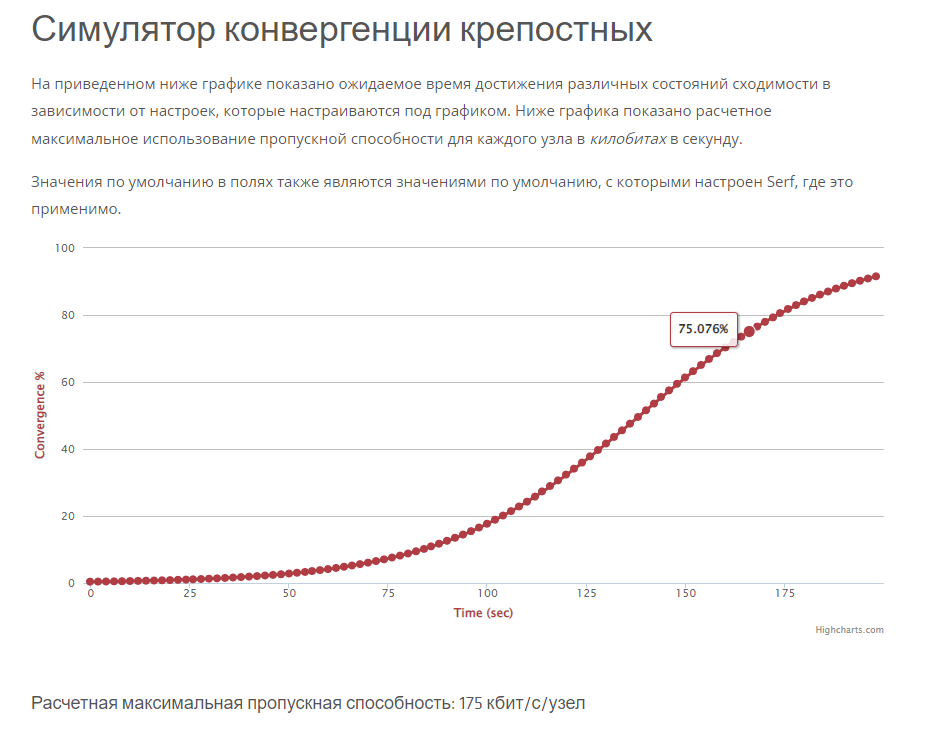 Симулятор конвергенции крепостных
На приведенном ниже графике показано ожидаемое время достижения различных состояний сходимости в
зависимости от настроек, которые настраиваются под графиком. Ниже графика показано расчетное
максимальное использование пропускной способности для каждого узла в килобитах в секунду.
Значения по умолчанию в полях также являются значениями по умолчанию, с которыми настроен Serf, где это
применимо.
100
80
75.076%
60
Convergence %
40
20
0
0 25 50 75 100 125 150 175
Time (sec)
Highcharts.com
Расчетная максимальная пропускная способность: 175 кбит/с/узел